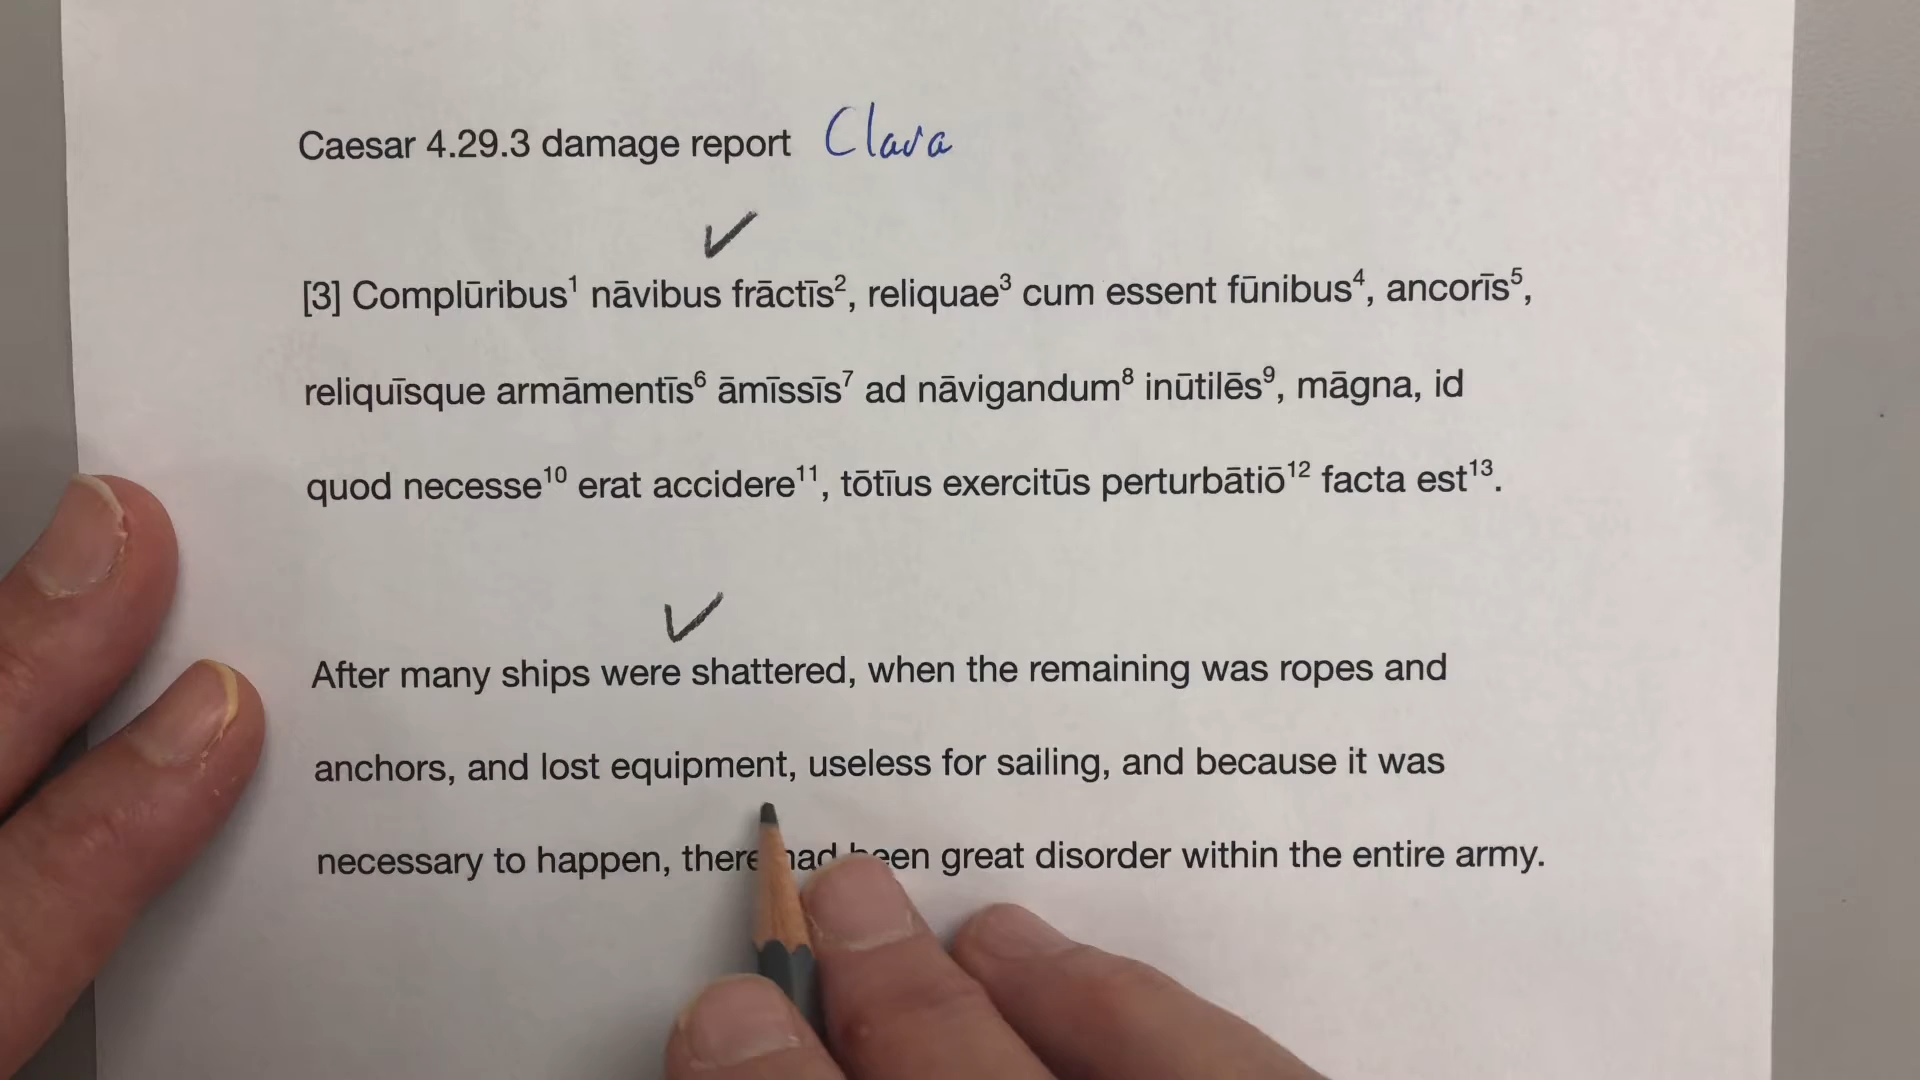 Caesar 4.29.3 damage report Clara
[3] Complūribus¹ nāvibus frāctīs², reliquae³ cum essent fūnibus⁴, ancorīs⁵,
reliquīsque armāmentīs⁶ āmīssīs⁷ ad nāvigandum⁸ inūtilēs⁹, māgna, id
quod necesse¹⁰ erat accidere¹¹, tōtīus exercitūs perturbātiō¹² facta est¹³.
After many ships were shattered, when the remaining was ropes and
anchors, and lost equipment, useless for sailing, and because it was
necessary to happen, there had been great disorder within the entire army.